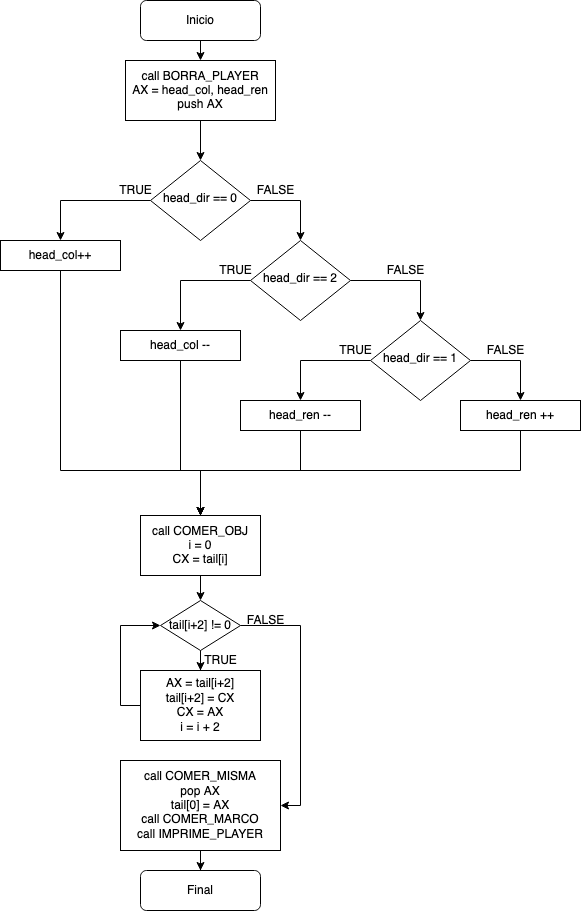 Inicio
call BORRA_PLAYER
AX = head_col, head_ren
push AX
TRUE
head_dir == 0
FALSE
head_col++
TRUE
head_dir == 2
FALSE
head_col --
TRUE
head_dir == 1
FALSE
head_ren --
head_ren ++
call COMER_OBJ
i = 0
CX = tail[i]
tail[i+2] != 0
FALSE
TRUE
AX = tail[i+2]
tail[i+2] = CX
CX = AX
i = i + 2
call COMER_MISMA
pop AX
tail[0] = AX
call COMER_MARCO
call IMPRIME_PLAYER
Final